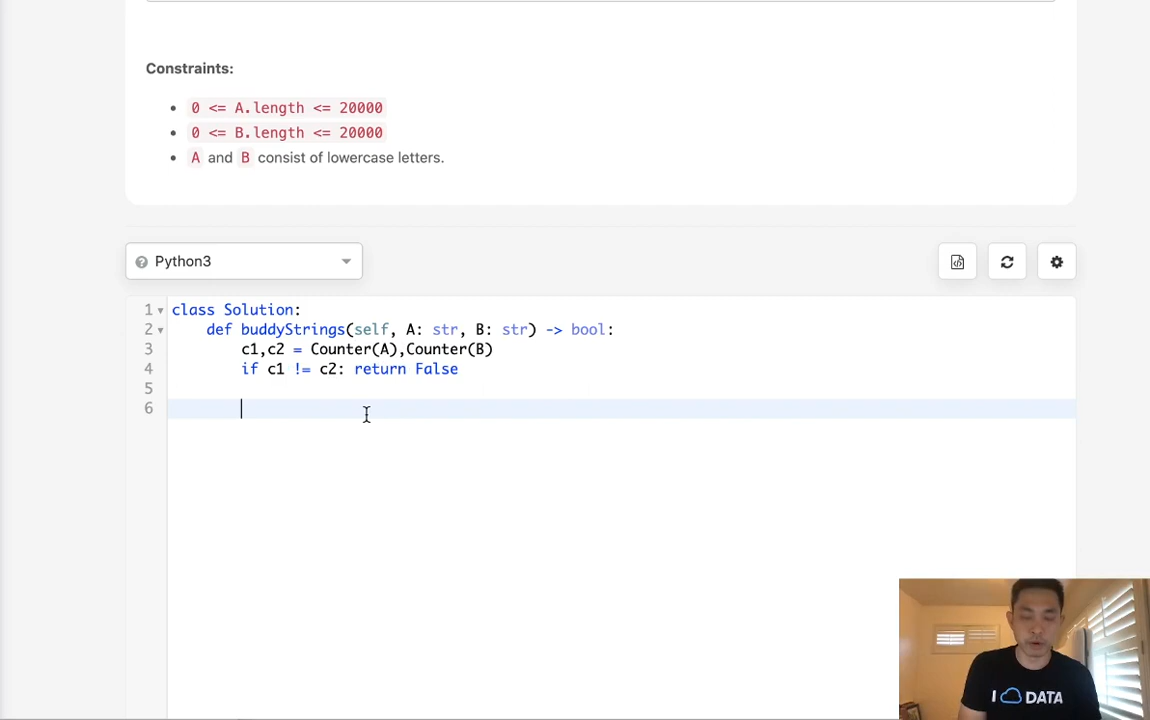 Constraints:
• 0 <= A.length <= 20000
• 0 <= B.length <= 20000
• A and B consist of lowercase letters.
Python3
1 class Solution:
2 def buddyStrings(self, A: str, B: str) -> bool:
3 c1,c2 = Counter(A),Counter(B)
4 if c1 != c2: return False
5
6
I DATA